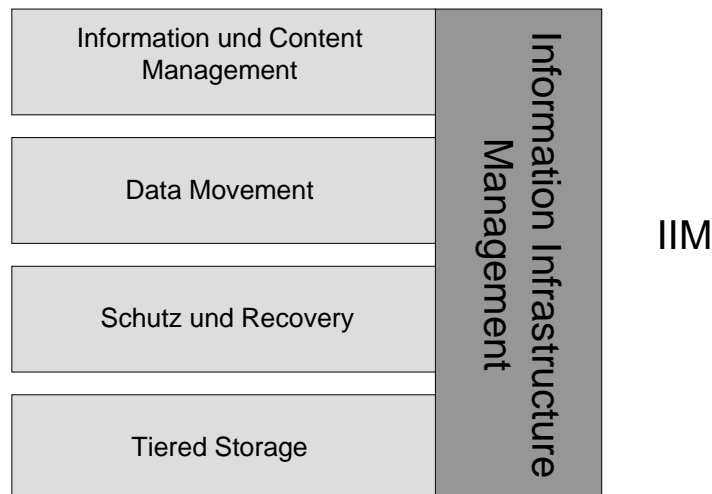 Information und Content
Management
Data Movement
Schutz und Recovery
Tiered Storage
Information Infrastructure
Management
IIM